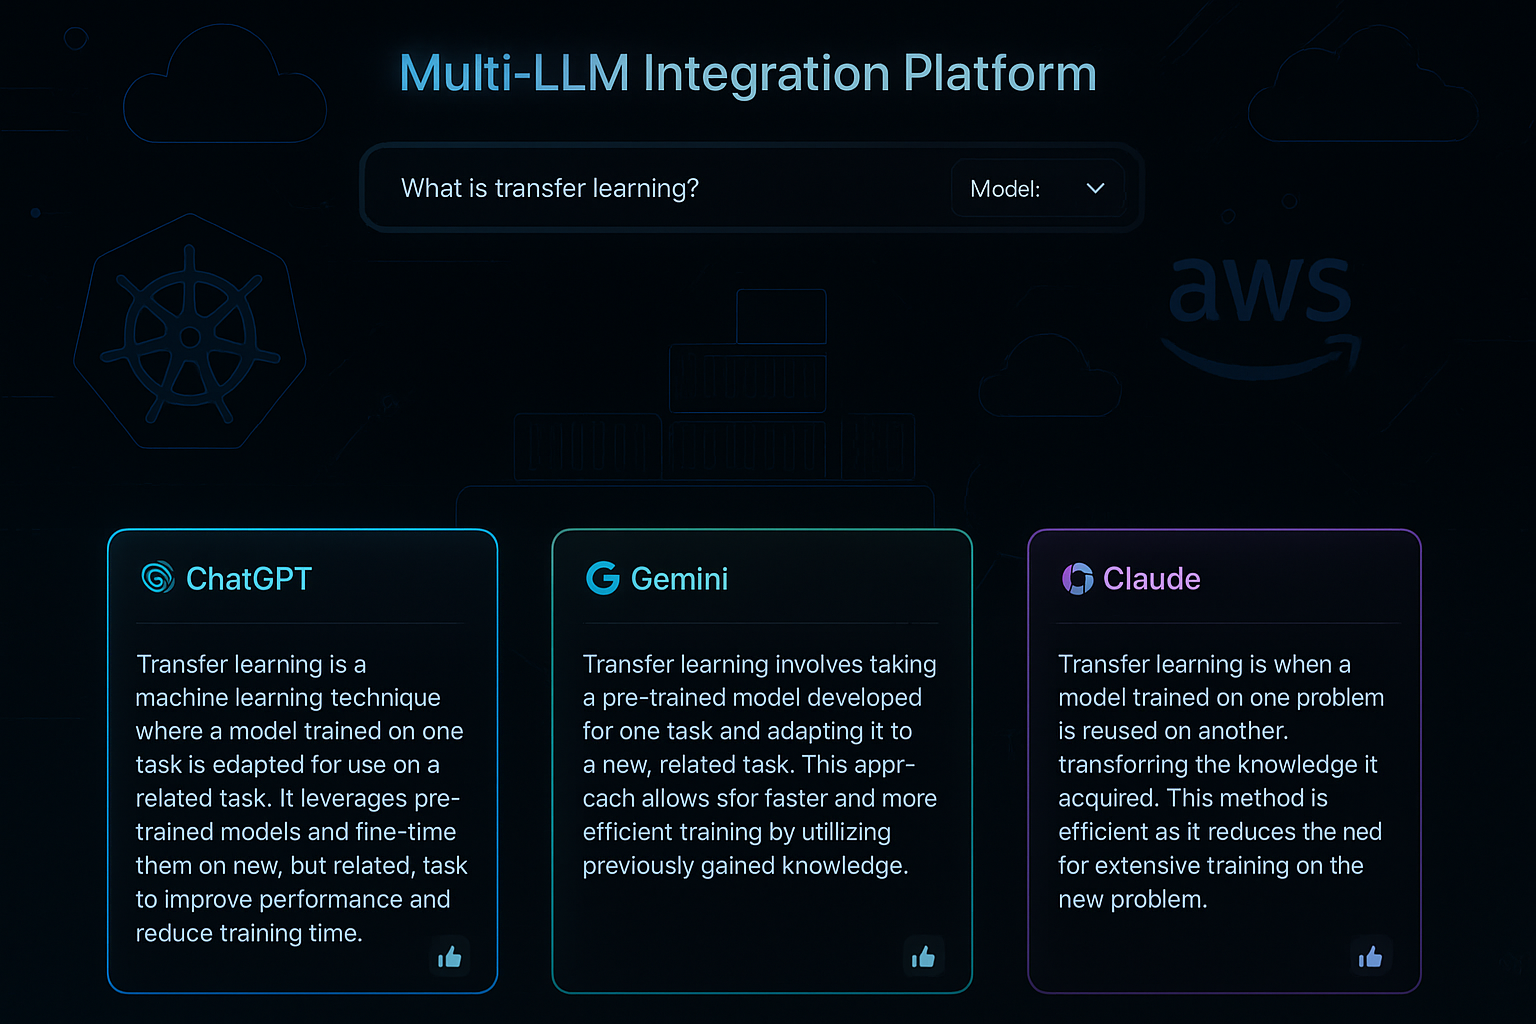 Multi-LLM Integration Platform
What is transfer learning?
Model:
aws
ChatGPT
Transfer learning is a
machine learning technique
where a model trained on one
task is edapted for use on a
related task. It leverages pre-
trained models and fine-time
them on new, but related, task
to improve performance and
reduce training time.
Gemini
Transfer learning involves taking
a pre-trained model developed
for one task and adapting it to
a new, related task. This appr-
cach allows sfor faster and more
efficient training by utillizing
previously gained knowledge.
Claude
Transfer learning is when a
model trained on one problem
is reused on another.
transforring the knowledge it
acquired. This method is
efficient as it reduces the ned
for extensive training on the
new problem.